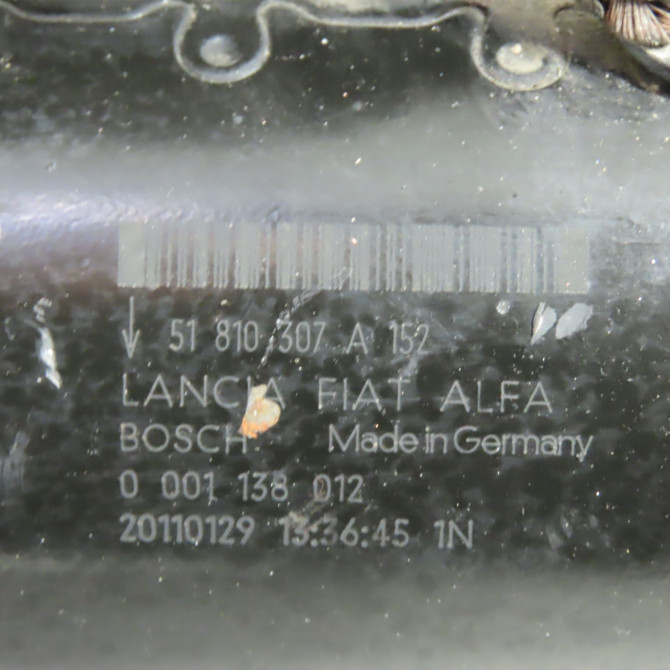 51 810 307 A 152
LANCIA FIAT ALFA
BOSCH Made in Germany
0 001 138 012
20110129 13:36:45 1N